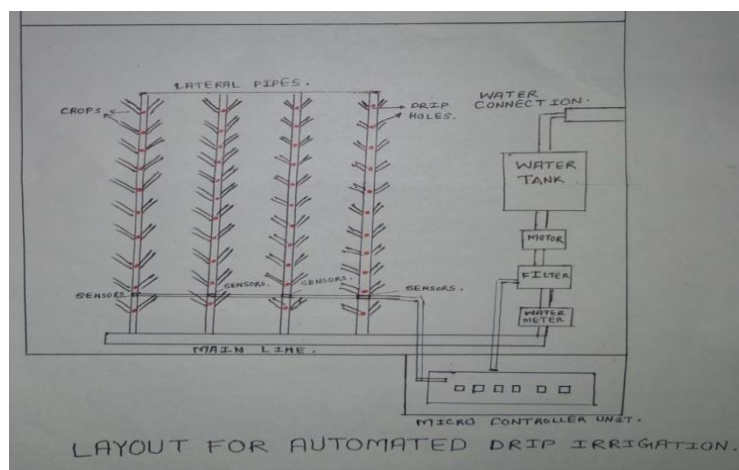 LATERAL PIPES.
CROPS
DRIP
HOLES.
WATER
CONNECTION.
WATER
TANK
MOTOR
FILTER
WATER
METER
SENSORS
SENSORS.
SENSORS.
SENSORS.
MAIN LINE.
MICRO CONTROLLER UNIT.
LAYOUT FOR AUTOMATED DRIP IRRIGATION.